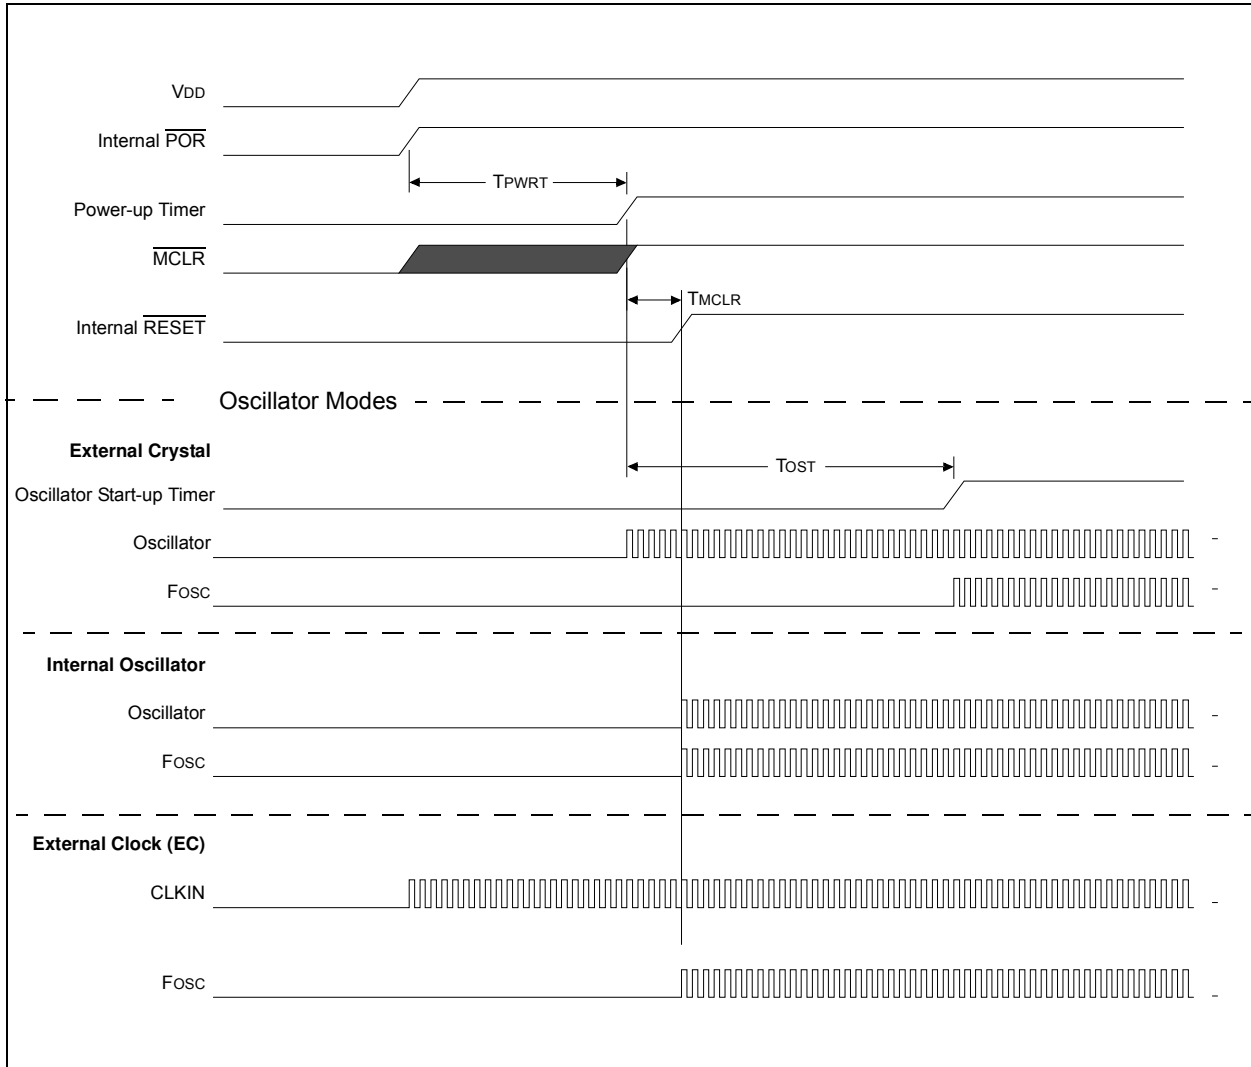 VDD
Internal POR
TPWRT
Power-up Timer
MCLR
TMCLR
Internal RESET
Oscillator Modes
External Crystal
TOST
Oscillator Start-up Timer
Oscillator
FOSC
Internal Oscillator
Oscillator
FOSC
External Clock (EC)
CLKIN
FOSC